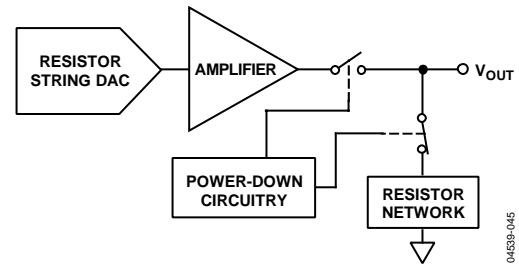 RESISTOR
STRING DAC
AMPLIFIER
VOUT
POWER-DOWN
CIRCUITRY
RESISTOR
NETWORK
04539-045